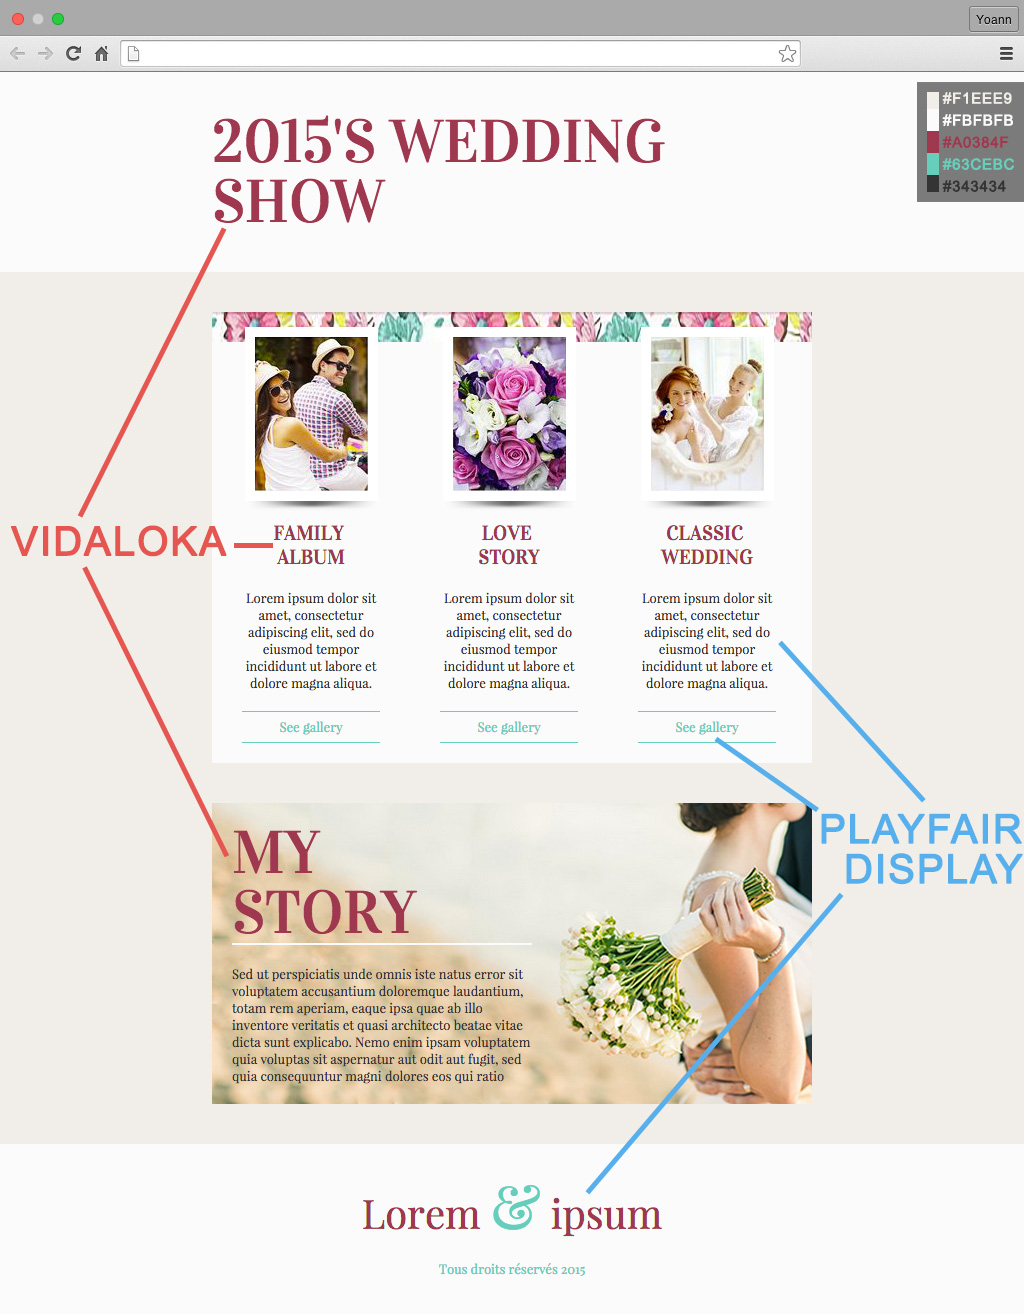 Yoann
#F1EEE9
#FBFBFB
#A0384F
#63CEBC
#343434
2015'S WEDDING
SHOW
VIDALOKA
FAMILY
ALBUM
Lorem ipsum dolor sit
amet, consectetur
adipiscing elit, sed do
eiusmod tempor
incididunt ut labore et
dolore magna aliqua.
See gallery
LOVE
STORY
Lorem ipsum dolor sit
amet, consectetur
adipiscing elit, sed do
eiusmod tempor
incididunt ut labore et
dolore magna aliqua.
See gallery
CLASSIC
WEDDING
Lorem ipsum dolor sit
amet, consectetur
adipiscing elit, sed do
eiusmod tempor
incididunt ut labore et
dolore magna aliqua.
See gallery
PLAYFAIR
DISPLAY
MY
STORY
Sed ut perspiciatis unde omnis iste natus error sit
voluptatem accusantium doloremque laudantium,
totam rem aperiam, eaque ipsa quae ab illo
inventore veritatis et quasi architecto beatae vitae
dicta sunt explicabo. Nemo enim ipsam voluptatem
quia voluptas sit aspernatur aut odit aut fugit, sed
quia consequuntur magni dolores eos qui ratio
Lorem & ipsum
Tous droits réservés 2015